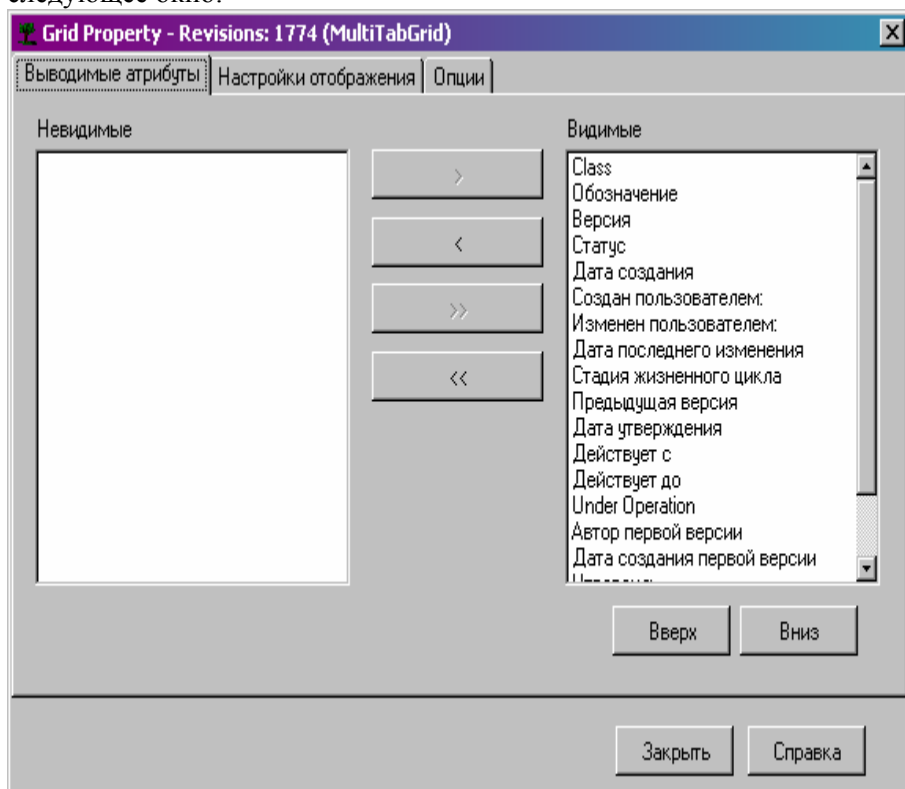 следующее окно:
Grid Property - Revisions: 1774 (MultiTabGrid)
Выводимые атрибуты Настройки отображения Опции
Невидимые Видимые
>
<
>>
<<
Class
Обозначение
Версия
Статус
Дата создания
Создан пользователем:
Изменен пользователем:
Дата последнего изменения
Стадия жизненного цикла
Предыдущая версия
Дата утверждения
Действует с
Действует до
Under Operation
Автор первой версии
Дата создания первой версии
Вверх Вниз
Закрыть Справка